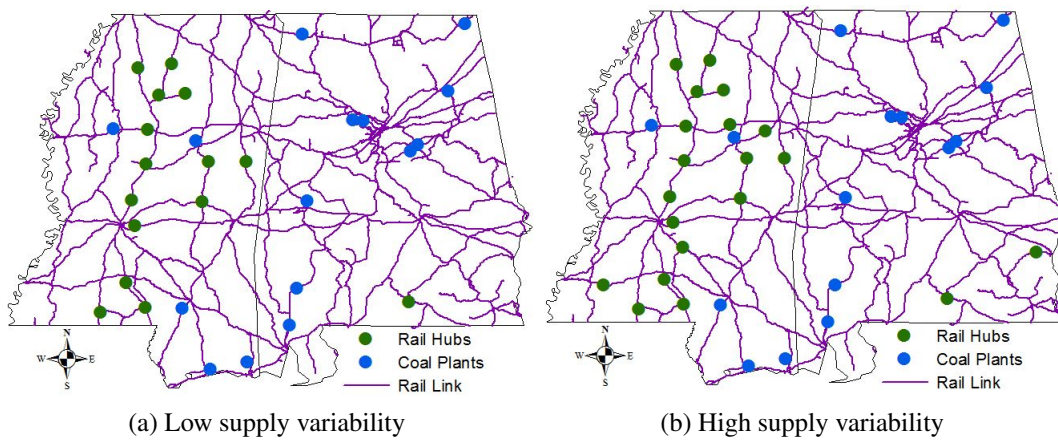 N
W E
S
Rail Hubs
Coal Plants
Rail Link
(a) Low supply variability
N
W E
S
Rail Hubs
Coal Plants
Rail Link
(b) High supply variability